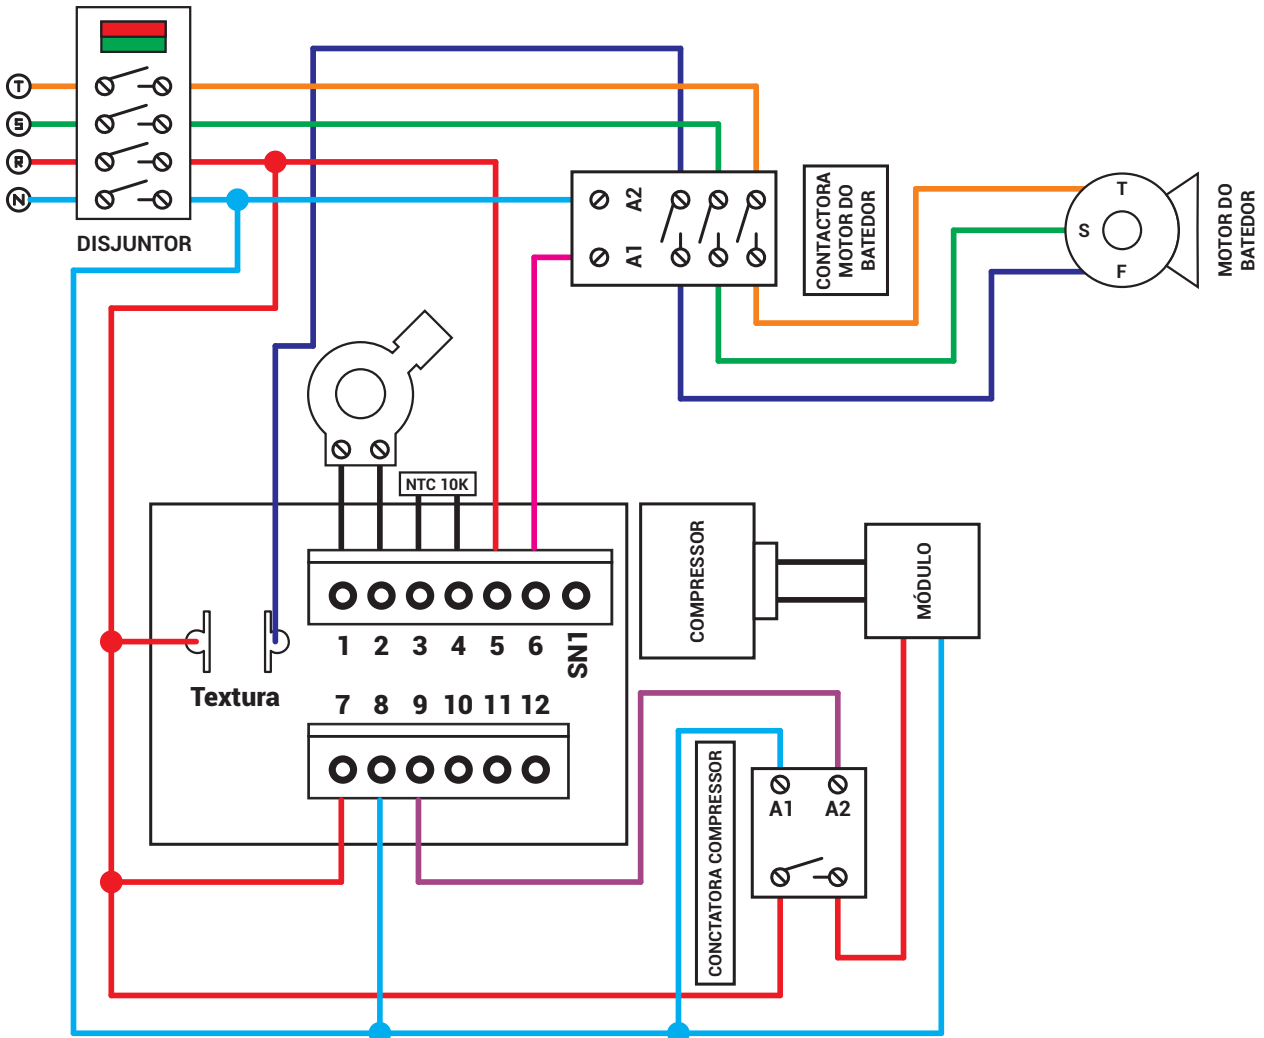 T
S
R
N
DISJUNTOR
A2
A1
CONTACTORA
MOTOR DO
BATEDOR
T
S
F
MOTOR DO
BATEDOR
NTC 10K
1 2 3 4 5 6 SN1
Textura
7 8 9 10 11 12
COMPRESSOR
MÓDULO
CONCTATORA COMPRESSOR
A1 A2